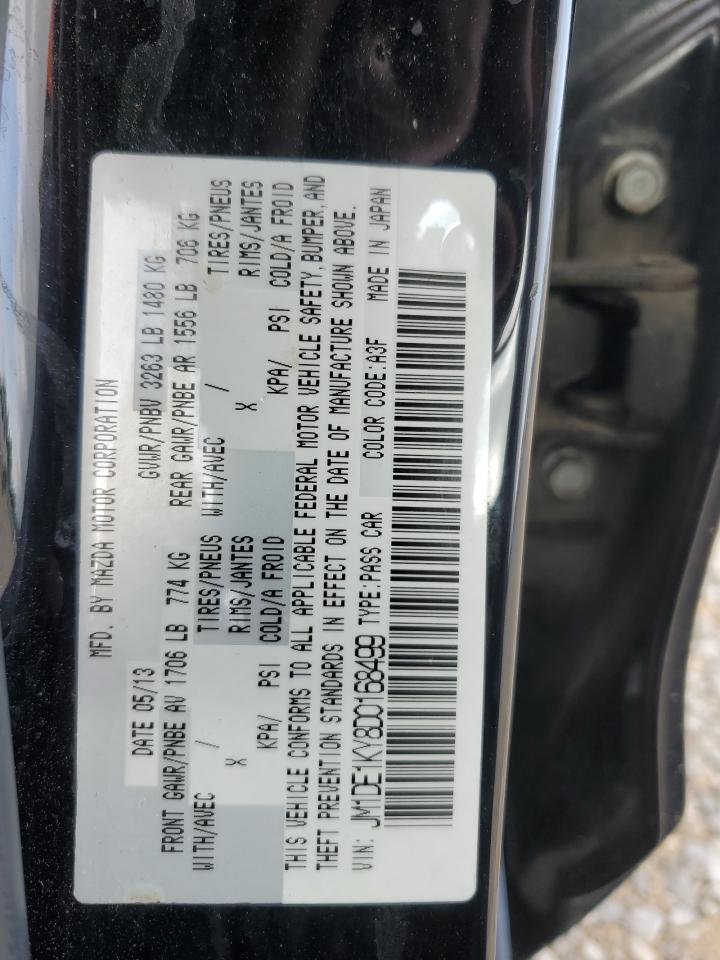 MFD. BY MAZDA MOTOR CORPORATION
DATE 05/13 GVWR/PNBV 3263 LB 1480 KG
FRONT GAWR/PNBE AV 1706 LB 774 KG REAR GAWR/PNBE AR 1556 LB 706 KG
WITH/AVEC / TIRES/PNEUS WITH/AVEC / TIRES/PNEUS
X RIMS/JANTES X RIMS/JANTES
KPA/ PSI COLD/A FROID KPA/ PSI COLD/A FROID
THIS VEHICLE CONFORMS TO ALL APPLICABLE FEDERAL MOTOR VEHICLE SAFETY, BUMPER, AND
THEFT PREVENTION STANDARDS IN EFFECT ON THE DATE OF MANUFACTURE SHOWN ABOVE.
VIN: JM1DE1KY8D0168499 TYPE:PASS CAR COLOR CODE:A3F MADE IN JAPAN